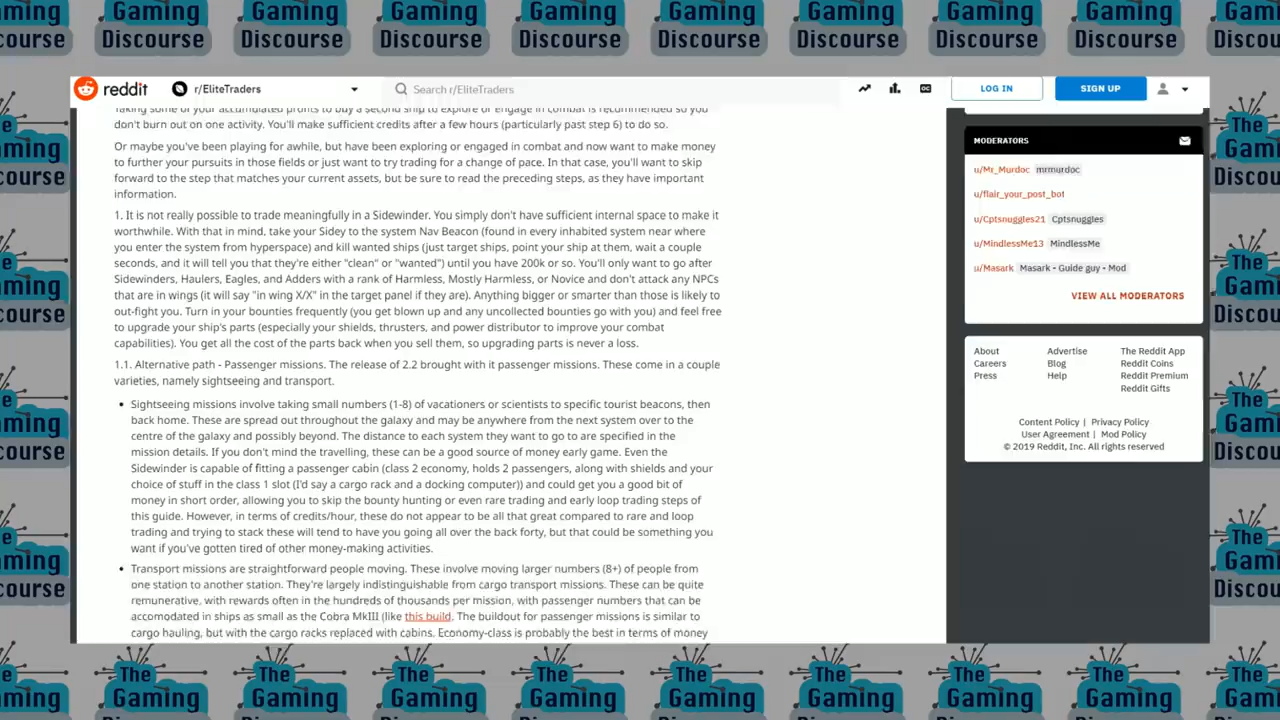 The Gaming Discourse
reddit
r/EliteTraders
Search r/EliteTraders
LOG IN
SIGN UP
Taking some of your accumulated profits to buy a second ship to explore or engage in combat is recommended so you
don't burn out on one activity. You'll make sufficient credits after a few hours (particularly past step 6) to do so.
Or maybe you've been playing for awhile, but have been exploring or engaged in combat and now want to make money
to further your pursuits in those fields or just want to try trading for a change of pace. In that case, you'll want to skip
forward to the step that matches your current assets, but be sure to read the preceding steps, as they have important
information.
1. It is not really possible to trade meaningfully in a Sidewinder. You simply don't have sufficient internal space to make it
worthwhile. With that in mind, take your Sidey to the system Nav Beacon (found in every inhabited system near where
you enter the system from hyperspace) and kill wanted ships (just target ships, point your ship at them, wait a couple
seconds, and it will tell you that they're either "clean" or "wanted") until you have 200k or so. You'll only want to go after
Sidewinders, Haulers, Eagles, and Adders with a rank of Harmless, Mostly Harmless, or Novice and don't attack any NPCs
that are in wings (it will say "in wing X/X" in the target panel if they are). Anything bigger or smarter than those is likely to
out-fight you. Turn in your bounties frequently (you get blown up and any uncollected bounties go with you) and feel free
to upgrade your ship's parts (especially your shields, thrusters, and power distributor to improve your combat
capabilities). You get all the cost of the parts back when you sell them, so upgrading parts is never a loss.
1.1. Alternative path - Passenger missions. The release of 2.2 brought with it passenger missions. These come in a couple
varieties, namely sightseeing and transport.
• Sightseeing missions involve taking small numbers (1-8) of vacationers or scientists to specific tourist beacons, then
back home. These are spread out throughout the galaxy and may be anywhere from the next system over to the
centre of the galaxy and possibly beyond. The distance to each system they want to go to are specified in the
mission details. If you don't mind the travelling, these can be a good source of money early game. Even the
Sidewinder is capable of fitting a passenger cabin (class 2 economy, holds 2 passengers, along with shields and your
choice of stuff in the class 1 slot (I'd say a cargo rack and a docking computer)) and could get you a good bit of
money in short order, allowing you to skip the bounty hunting or even rare trading and early loop trading steps of
this guide. However, in terms of credits/hour, these do not appear to be all that great compared to rare and loop
trading and trying to stack these will tend to have you going all over the back forty, but that could be something you
want if you've gotten tired of other money-making activities.
• Transport missions are straightforward people moving. These involve moving larger numbers (8+) of people from
one station to another station. They're largely indistinguishable from cargo transport missions. These can be quite
remunerative, with rewards often in the hundreds of thousands per mission, with passenger numbers that can be
accomodated in ships as small as the Cobra MkIII (like this build. The buildout for passenger missions is similar to
cargo hauling, but with the cargo racks replaced with cabins. Economy-class is probably the best in terms of money
MODERATORS
u/Mr_Murdoc mrmurdoc
u/flair_your_post_bot
u/Cptsnuggles21 Cptsnuggles
u/MindlessMe13 MindlessMe
u/Masark Masark - Guide guy - Mod
VIEW ALL MODERATORS
About Advertise The Reddit App
Careers Blog Reddit Coins
Press Help Reddit Premium
Reddit Gifts
Content Policy | Privacy Policy
User Agreement | Mod Policy
© 2019 Reddit, Inc. All rights reserved